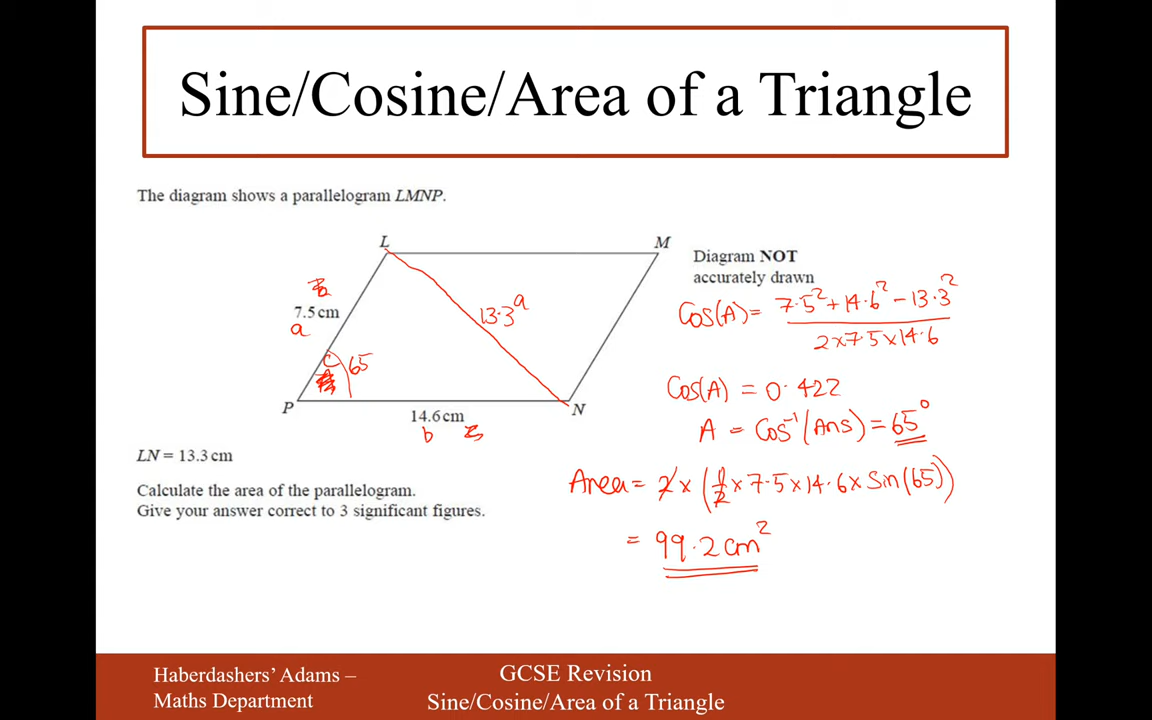 Sine/Cosine/Area of a Triangle
The diagram shows a parallelogram LMNP.
L
M
Diagram NOT
accurately drawn
7.5 cm
a
13.3 a
C
65
P
N
14.6 cm
b
Cos(A) = 7.5² + 14.6² - 13.3²
2×7.5×14.6
Cos(A) = 0.422
A = Cos⁻¹(Ans) = 65°
LN = 13.3 cm
Area = 2 × (1/2 × 7.5 × 14.6 × Sin(65))
Calculate the area of the parallelogram.
Give your answer correct to 3 significant figures.
= 99.2 cm²
Haberdashers' Adams –
Maths Department
GCSE Revision
Sine/Cosine/Area of a Triangle